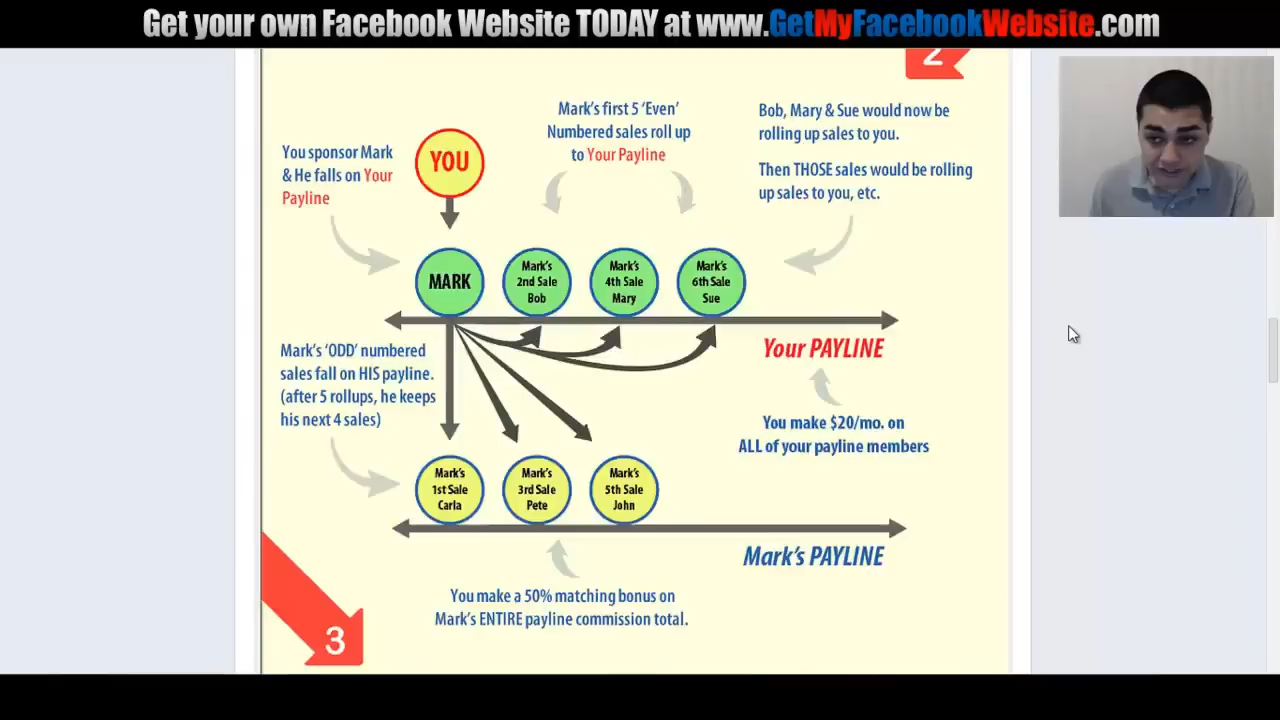 Get your own Facebook Website TODAY at www.GetMyFacebookWebsite.com
2
You sponsor Mark
& He falls on Your
Payline
YOU
Mark's first 5 'Even'
Numbered sales roll up
to Your Payline
Bob, Mary & Sue would now be
rolling up sales to you.
Then THOSE sales would be rolling
up sales to you, etc.
MARK
Mark's
2nd Sale
Bob
Mark's
4th Sale
Mary
Mark's
6th Sale
Sue
Your PAYLINE
Mark's 'ODD' numbered
sales fall on HIS payline.
(after 5 rollups, he keeps
his next 4 sales)
You make $20/mo. on
ALL of your payline members
Mark's
1st Sale
Carla
Mark's
3rd Sale
Pete
Mark's
5th Sale
John
Mark's PAYLINE
You make a 50% matching bonus on
Mark's ENTIRE payline commission total.
3